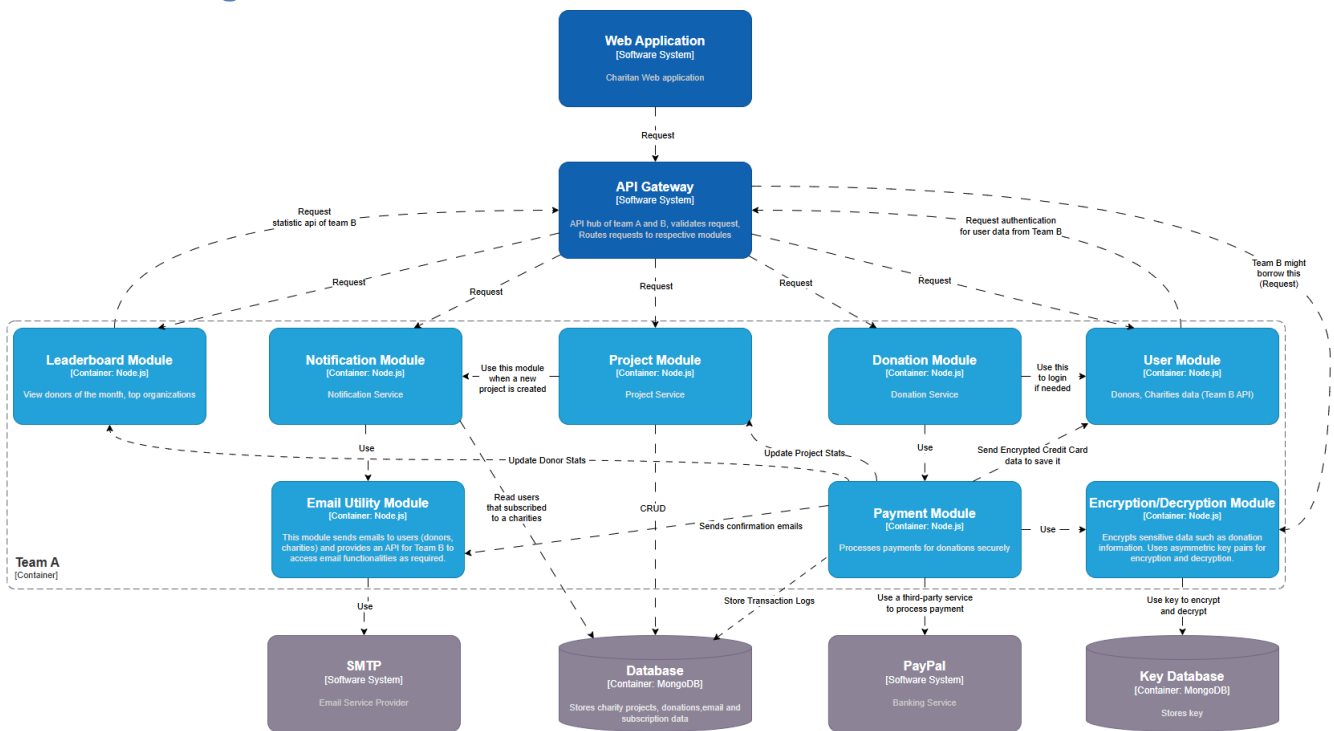 Web Application
[Software System]
Charitan Web application
Request
API Gateway
[Software System]
API hub of team A and B, validates request,
Routes requests to respective modules
Request
statistic api of team B
Request authentication
for user data from Team B
Team B might
borrow this
(Request)
Request
Request
Request
Request
Request
Leaderboard Module
[Container: Node.js]
View donors of the month, top organizations
Notification Module
[Container: Node.js]
Notification Service
Use this module
when a new
project is created
Project Module
[Container: Node.js]
Project Service
Donation Module
[Container: Node.js]
Donation Service
Use this
to login
if needed
User Module
[Container: Node.js]
Donors, Charities data (Team B API)
Use
Update Donor Stats
Update Project Stats
Use
Send Encrypted Credit Card
data to save it
Email Utility Module
[Container: Node.js]
This module sends emails to users (donors,
charities) and provides an API for Team B to
access email functionalities as required.
Read users
that subscribed
to a charities
CRUD
Sends confirmation emails
Payment Module
[Container: Node.js]
Processes payments for donations securely
Use
Encryption/Decryption Module
[Container: Node.js]
Encrypts sensitive data such as donation
information. Uses asymmetric key pairs for
encryption and decryption.
Team A
[Container]
Use
Store Transaction Logs
Use a third-party service
to process payment
Use key to encrypt
and decrypt
SMTP
[Software System]
Email Service Provider
Database
[Container: MongoDB]
Stores charity projects, donations,email and
subscription data
PayPal
[Software System]
Banking Service
Key Database
[Container: MongoDB]
Stores key